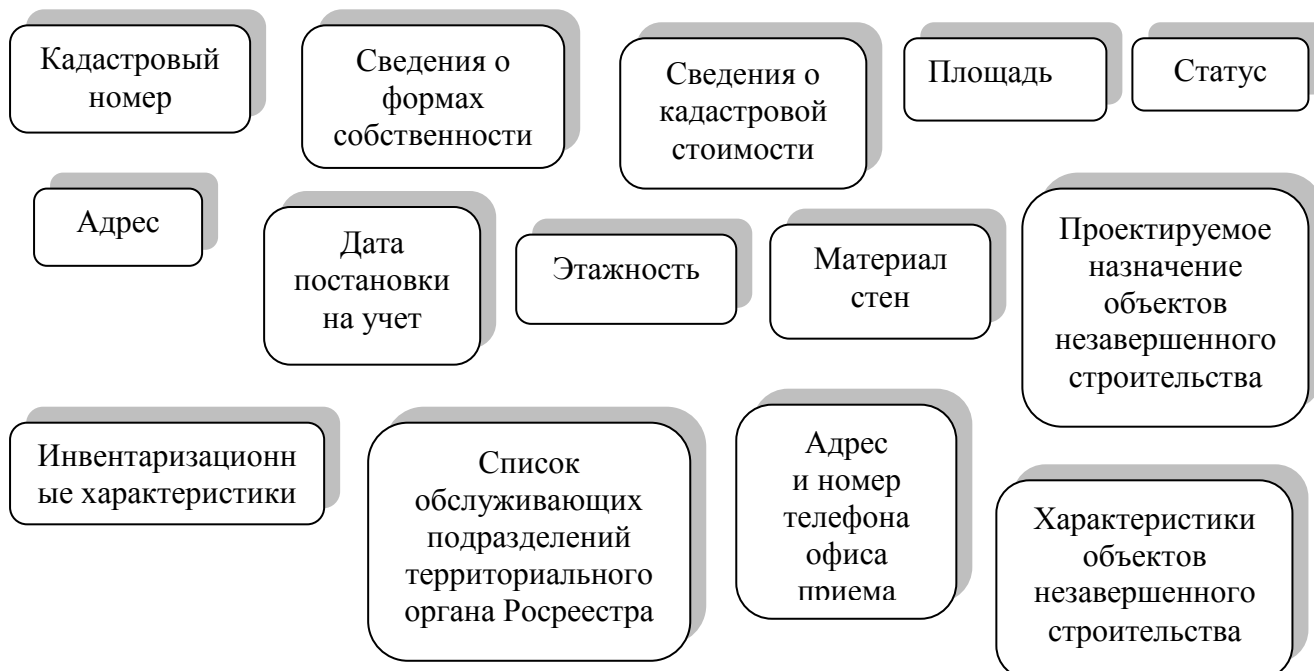 Кадастровый
номер
Сведения о
формах
собственности
Сведения о
кадастровой
стоимости
Площадь
Статус
Адрес
Дата
постановки
на учет
Этажность
Материал
стен
Проектируемое
назначение
объектов
незавершенного
строительства
Инвентаризационн
ые характеристики
Список
обслуживающих
подразделений
территориального
органа Росреестра
Адрес
и номер
телефона
офиса
приема
Характеристики
объектов
незавершенного
строительства